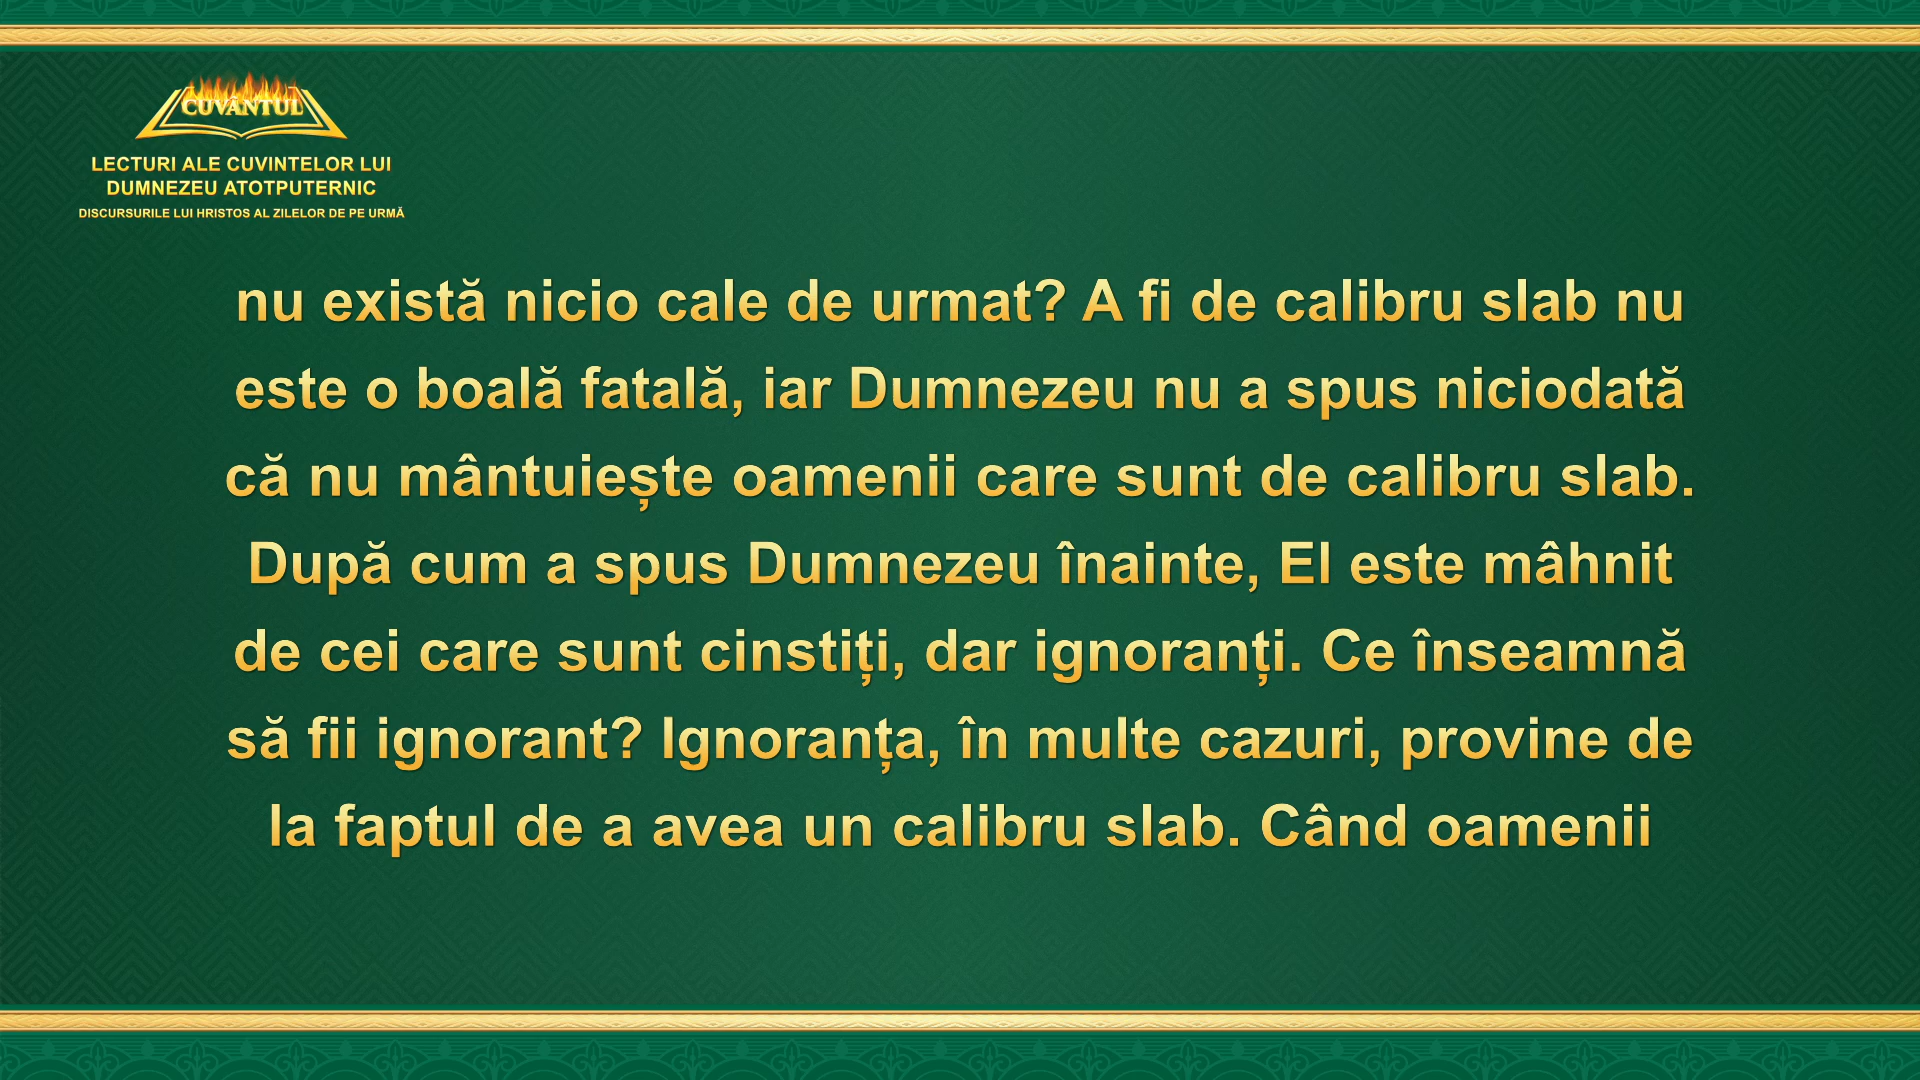 CUVÂNTUL
LECTURI ALE CUVINTELOR LUI
DUMNEZEU ATOTPUTERNIC
DISCURSURILE LUI HRISTOS AL ZILELOR DE PE URMĂ
nu există nicio cale de urmat? A fi de calibru slab nu
este o boală fatală, iar Dumnezeu nu a spus niciodată
că nu mântuiește oamenii care sunt de calibru slab.
După cum a spus Dumnezeu înainte, El este mâhnit
de cei care sunt cinstiți, dar ignoranți. Ce înseamnă
să fii ignorant? Ignoranța, în multe cazuri, provine de
la faptul de a avea un calibru slab. Când oamenii